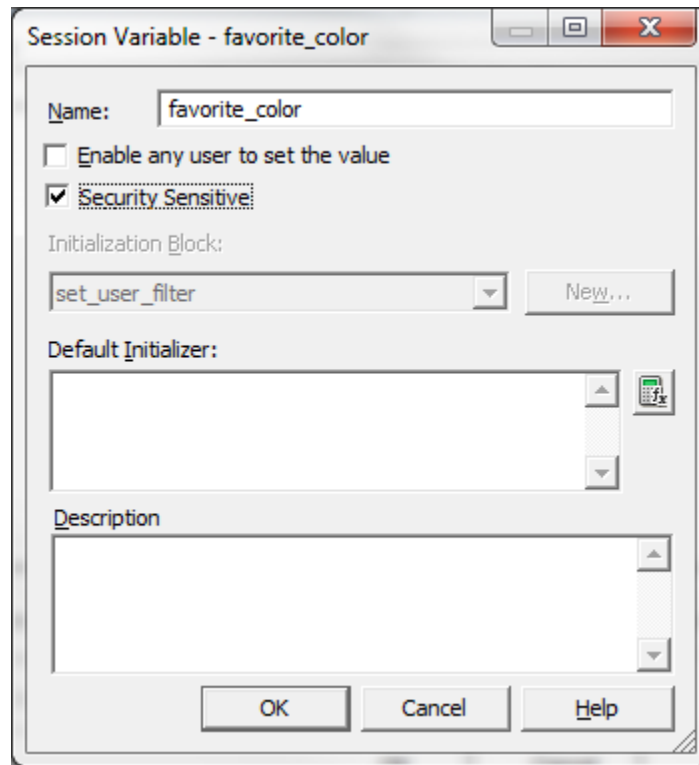 Session Variable - favorite_color
Name: favorite_color
Enable any user to set the value
Security Sensitive
Initialization Block:
set_user_filter New...
Default Initializer:
fx
Description
OK Cancel Help